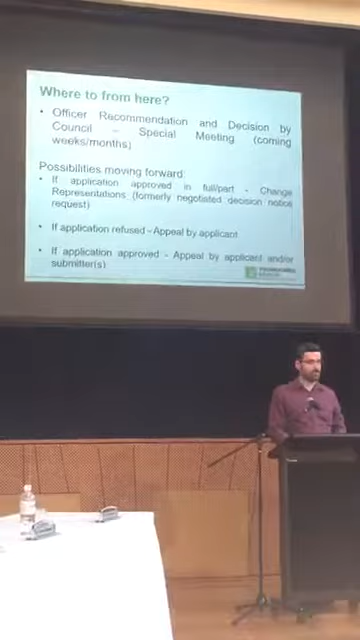 Where to from here?
• Officer Recommendation and Decision by
Council – Special Meeting (coming
weeks/months)
Possibilities moving forward:
• If application approved in full/part - Change
Representations (formerly negotiated decision notice
request)
• If application refused - Appeal by applicant
• If application approved - Appeal by applicant and/or
submitter(s)